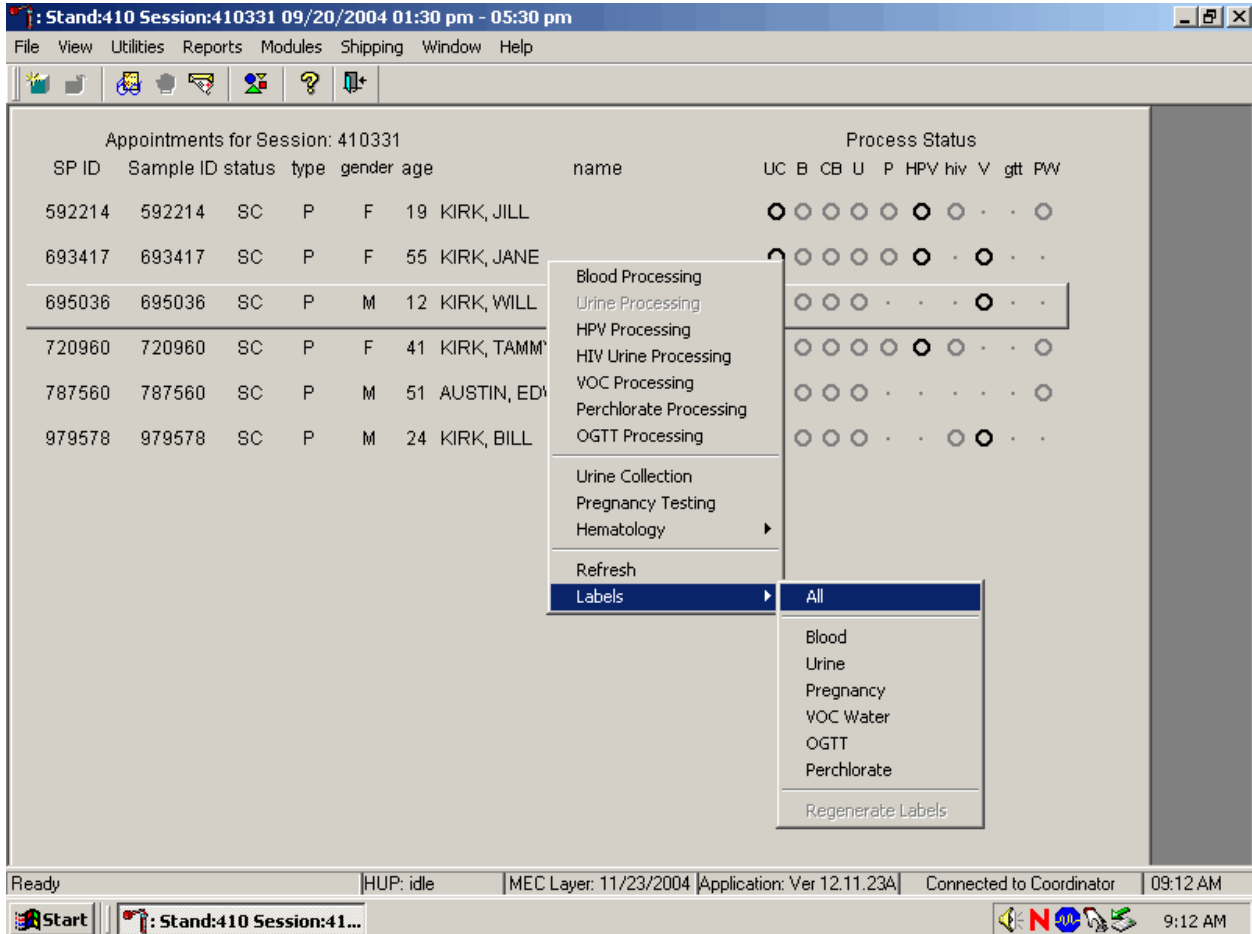 : Stand:410 Session:410331 09/20/2004 01:30 pm - 05:30 pm
File View Utilities Reports Modules Shipping Window Help
Appointments for Session: 410331 Process Status
SP ID Sample ID status type gender age name UC B CB U P HPV hiv V gtt PW
592214 592214 SC P F 19 KIRK, JILL
693417 693417 SC P F 55 KIRK, JANE
695036 695036 SC P M 12 KIRK, WILL
720960 720960 SC P F 41 KIRK, TAMM
787560 787560 SC P M 51 AUSTIN, ED
979578 979578 SC P M 24 KIRK, BILL
Blood Processing
Urine Processing
HPV Processing
HIV Urine Processing
VOC Processing
Perchlorate Processing
OGTT Processing
Urine Collection
Pregnancy Testing
Hematology
Refresh
Labels
All
Blood
Urine
Pregnancy
VOC Water
OGTT
Perchlorate
Regenerate Labels
Ready HUP: idle MEC Layer: 11/23/2004 Application: Ver 12.11.23A Connected to Coordinator 09:12 AM
Start : Stand:410 Session:41... N 9:12 AM